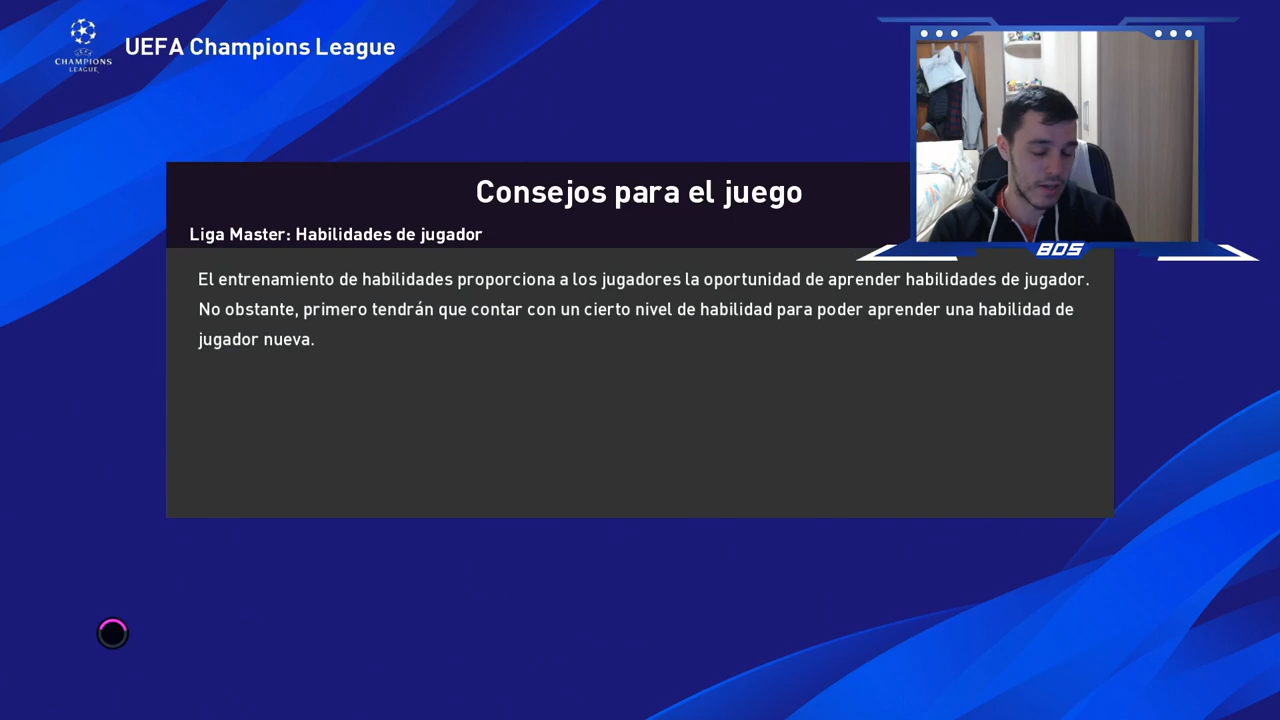 CHAMPIONS
LEAGUE
UEFA Champions League
Consejos para el juego
Liga Master: Habilidades de jugador
BDS
El entrenamiento de habilidades proporciona a los jugadores la oportunidad de aprender habilidades de jugador.
No obstante, primero tendrán que contar con un cierto nivel de habilidad para poder aprender una habilidad de
jugador nueva.